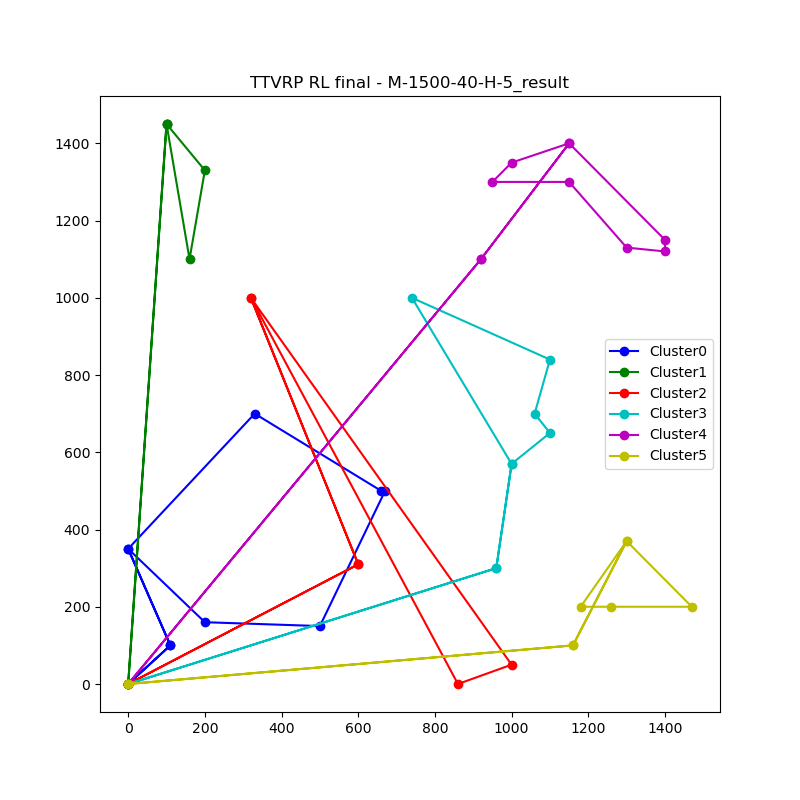 TTVRP RL final - M-1500-40-H-5_result
1400
1200
1000
800
600
400
200
0
Cluster0
Cluster1
Cluster2
Cluster3
Cluster4
Cluster5
0 200 400 600 800 1000 1200 1400